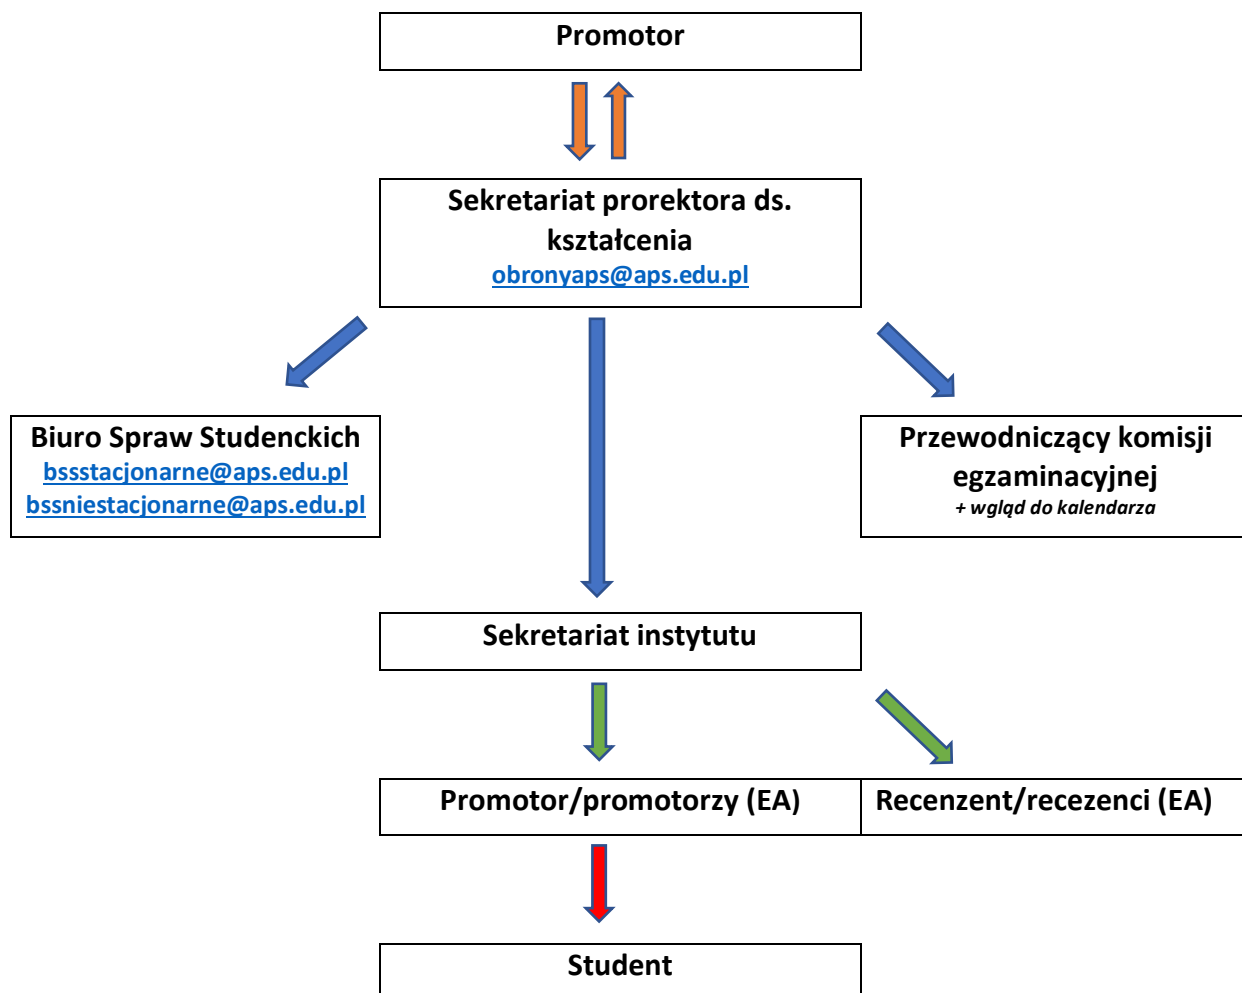 Promotor
Sekretariat prorektora ds.
kształcenia
obronyaps@aps.edu.pl
Biuro Spraw Studenckich
bssstacjonarne@aps.edu.pl
bssniestacjonarne@aps.edu.pl
Przewodniczący komisji
egzaminacyjnej
+ wgląd do kalendarza
Sekretariat instytutu
Promotor/promotorzy (EA)
Recenzent/recezenci (EA)
Student